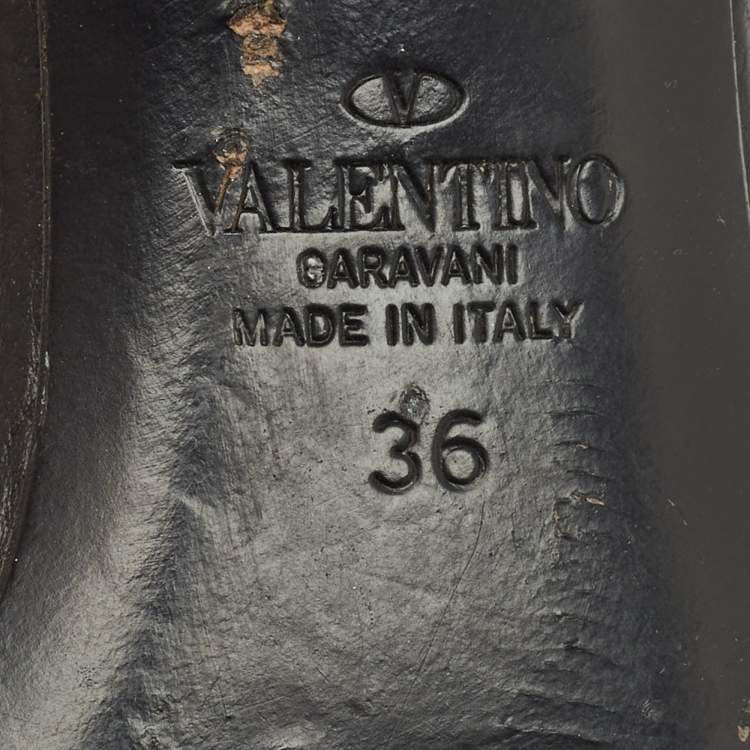 V
VALENTINO
GARAVANI
MADE IN ITALY
36